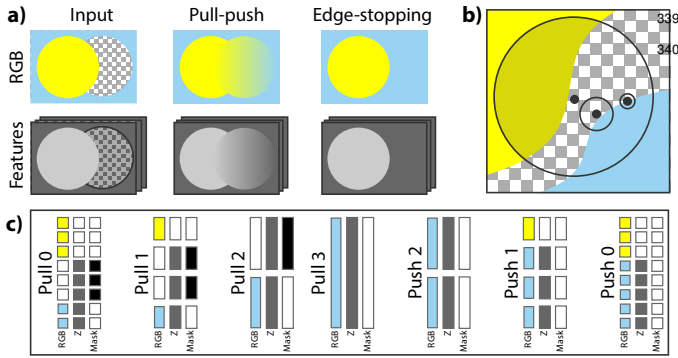 a) Input Pull-push Edge-stopping b)
339
340
RGB
Features
c)
Pull 0 Pull 1 Pull 2 Pull 3 Push 2 Push 1 Push 0
RGB Z Mask RGB Z Mask RGB Z Mask RGB Z Mask RGB Z Mask RGB Z Mask RGB Z Mask